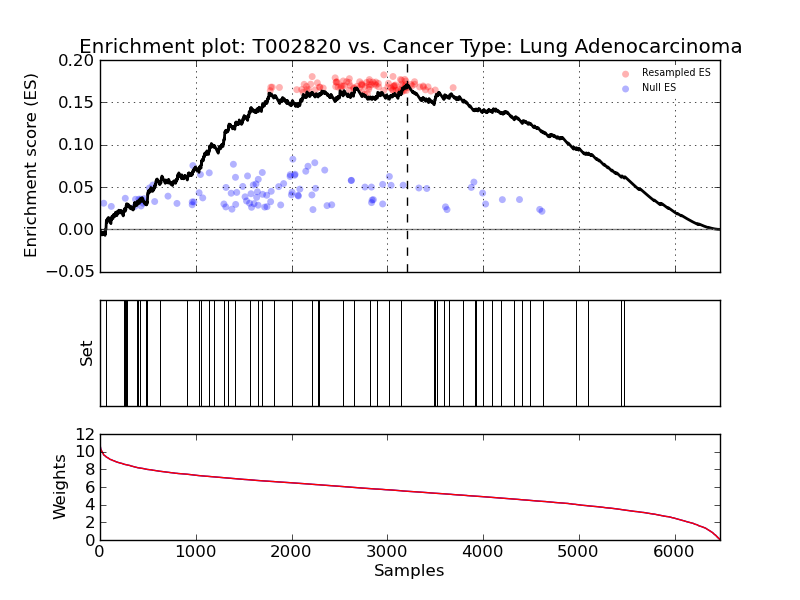 Enrichment plot: T002820 vs. Cancer Type: Lung Adenocarcinoma
Enrichment score (ES)
0.20
0.15
0.10
0.05
0.00
−0.05
Resampled ES
Null ES
Set
Weights
12
10
8
6
4
2
0
0 1000 2000 3000 4000 5000 6000
Samples